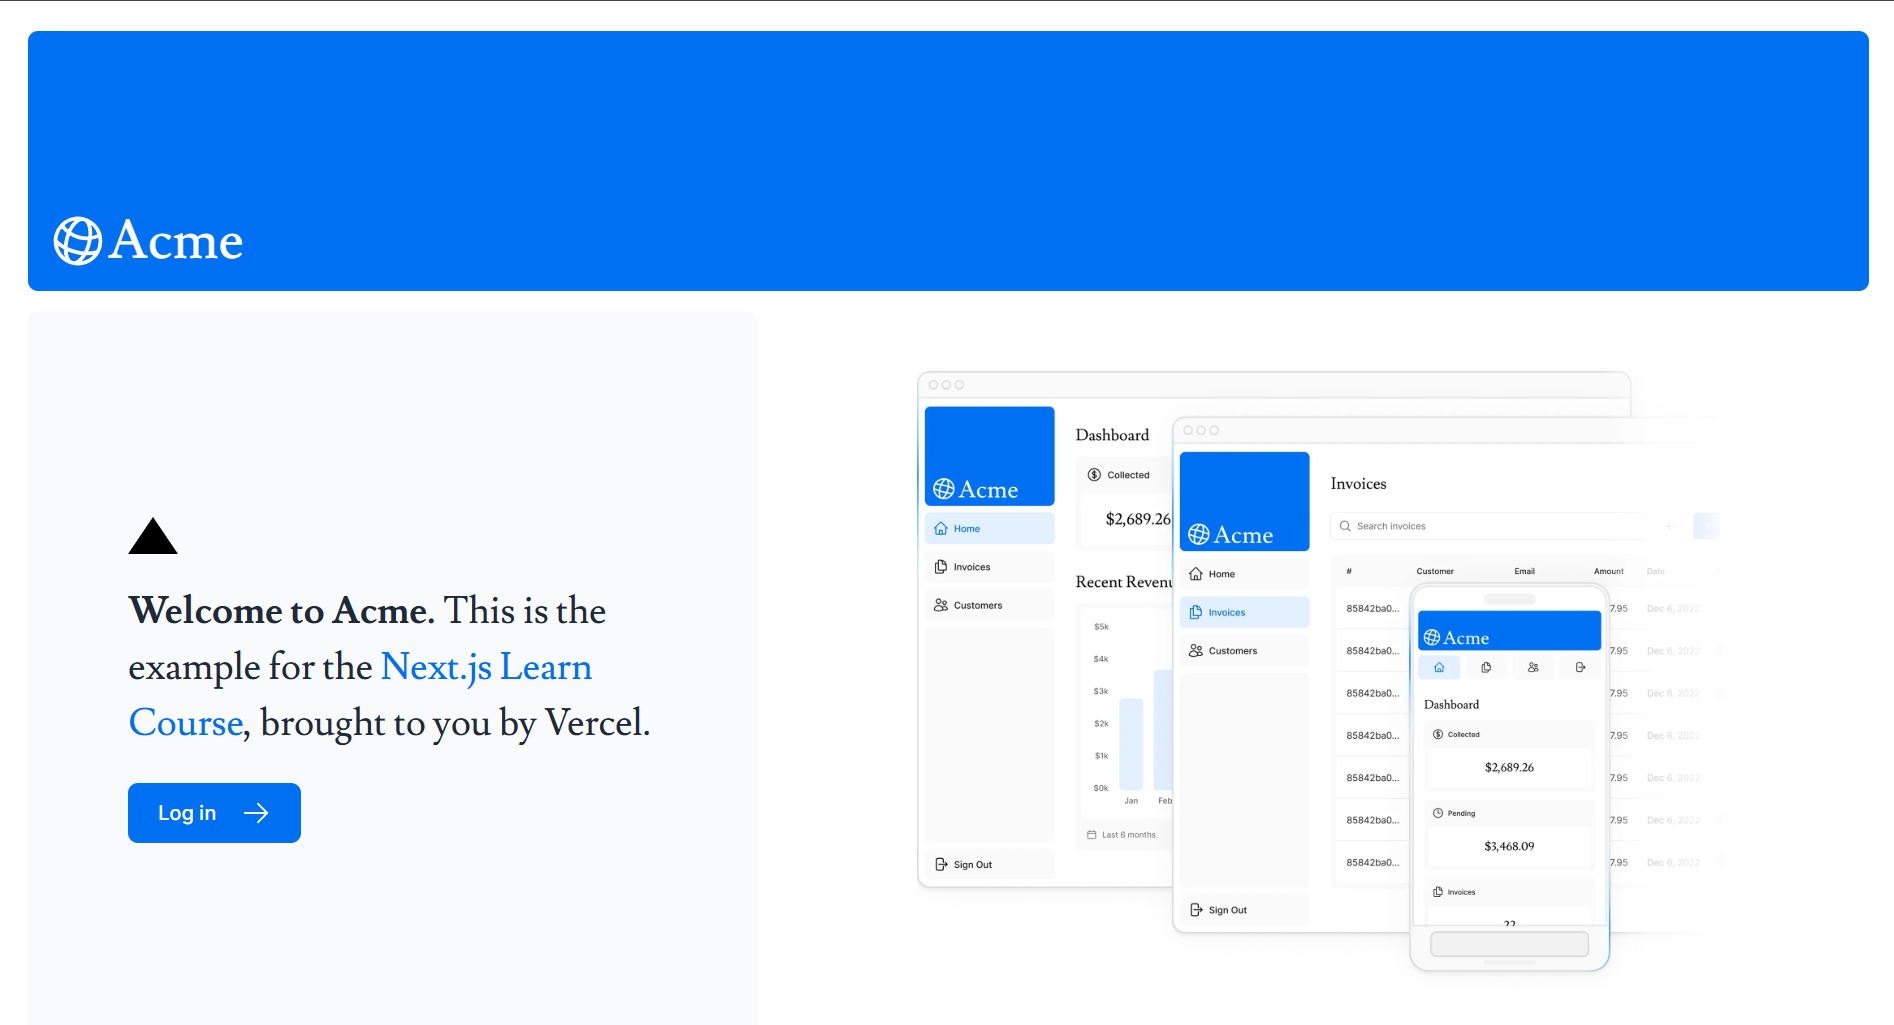 Acme
Welcome to Acme. This is the
example for the Next.js Learn
Course, brought to you by Vercel.
Log in
Acme
Home
Invoices
Customers
Sign Out
Dashboard
Collected
$2,689.26
Recent Revenu
$5k
$4k
$3k
$2k
$1k
$0k
Jan Feb
Last 6 months
Acme
Home
Invoices
Customers
Sign Out
Invoices
Search invoices
# Customer Email Amount Date
85842ba0... 7.95 Dec 6, 2022
85842ba0... 7.95 Dec 6, 2022
85842ba0... 7.95 Dec 6, 2022
85842ba0... 7.95 Dec 6, 2022
85842ba0... 7.95 Dec 6, 2022
85842ba0... 7.95 Dec 6, 2022
85842ba0... 7.95 Dec 6, 2022
Acme
Dashboard
Collected
$2,689.26
Pending
$3,468.09
Invoices
22